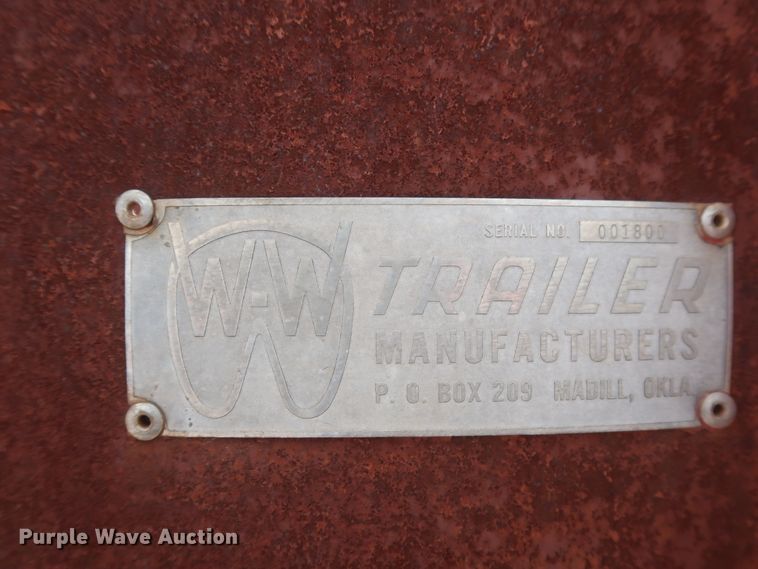 SERIAL NO. 001800
W-W TRAILER
MANUFACTURERS
P. O. BOX 209 MADILL, OKLA.
Purple Wave Auction